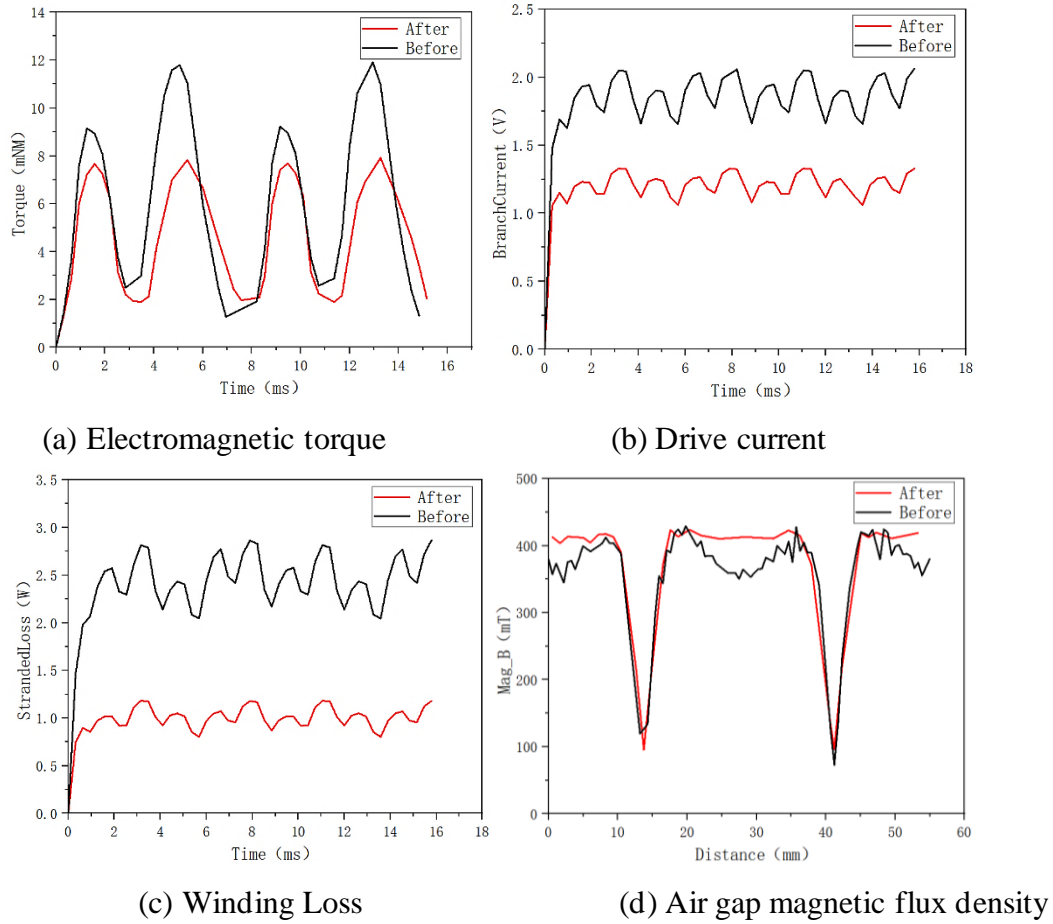 14
12
10
8
6
4
2
0
Torque (mNM)
After
Before
0 2 4 6 8 10 12 14 16
Time (ms)
(a) Electromagnetic torque
2.5
2.0
1.5
1.0
0.5
0.0
BranchCurrent (V)
After
Before
0 2 4 6 8 10 12 14 16 18
Time (ms)
(b) Drive current
3.5
3.0
2.5
2.0
1.5
1.0
0.5
0.0
StrandedLoss (W)
After
Before
0 2 4 6 8 10 12 14 16 18
Time (ms)
(c) Winding Loss
500
400
300
200
100
0
Mag_B (mT)
After
Before
0 10 20 30 40 50 60
Distance (mm)
(d) Air gap magnetic flux density